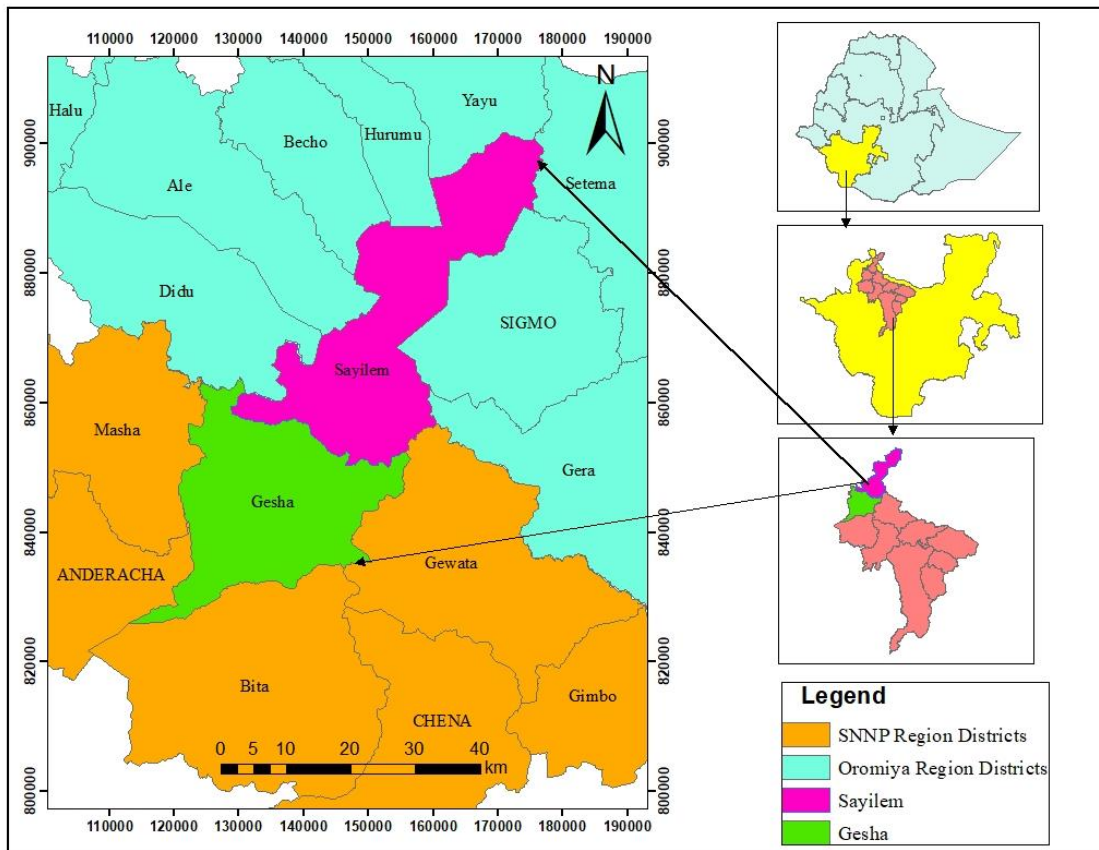 110000 120000 130000 140000 150000 160000 170000 180000 190000
N
Halu
Yayu
Hurumu
Becho
900000
900000
Setema
Ale
880000
880000
Didu
SIGMO
Sayilem
860000
860000
Masha
Gera
Gesha
840000
840000
Gewata
ANDERACHA
820000
820000
Bita
Gimbo
CHENA
0 5 10 20 30 40
km
800000
800000
110000 120000 130000 140000 150000 160000 170000 180000 190000
Legend
SNNP Region Districts
Oromiya Region Districts
Sayilem
Gesha